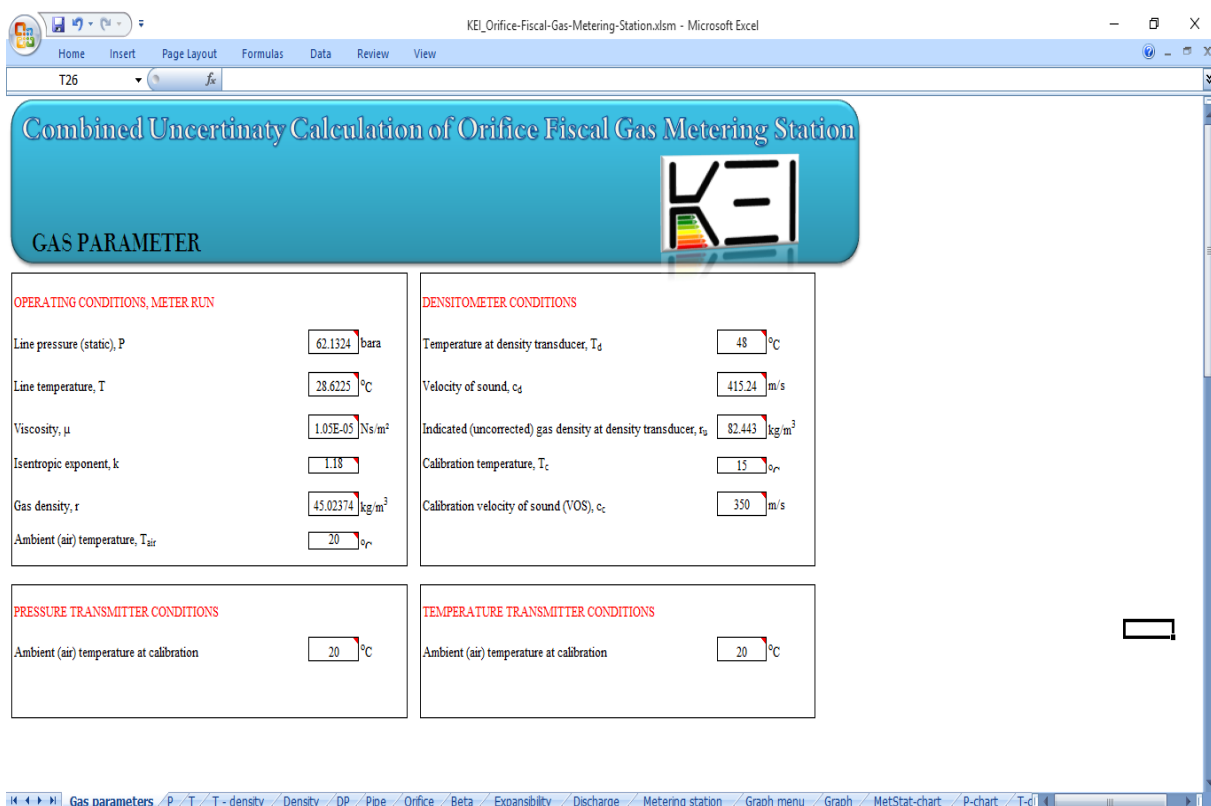 KEI_Orifice-Fiscal-Gas-Metering-Station.xlsm - Microsoft Excel
Home Insert Page Layout Formulas Data Review View
T26 fx
Combined Uncertinaty Calculation of Orifice Fiscal Gas Metering Station
KEI
GAS PARAMETER
OPERATING CONDITIONS, METER RUN
Line pressure (static), P 62.1324 bara
Line temperature, T 28.6225 °C
Viscosity, μ 1.05E-05 Ns/m²
Isentropic exponent, k 1.18
Gas density, r 45.02374 kg/m³
Ambient (air) temperature, Tair 20 °C
DENSITOMETER CONDITIONS
Temperature at density transducer, Td 48 °C
Velocity of sound, cd 415.24 m/s
Indicated (uncorrected) gas density at density transducer, ru 82.443 kg/m³
Calibration temperature, Tc 15 °C
Calibration velocity of sound (VOS), cc 350 m/s
PRESSURE TRANSMITTER CONDITIONS
Ambient (air) temperature at calibration 20 °C
TEMPERATURE TRANSMITTER CONDITIONS
Ambient (air) temperature at calibration 20 °C
Gas parameters P T T - density Density DP Pipe Orifice Beta Expansibility Discharge Metering station Graph menu Graph MetStat-chart P-chart